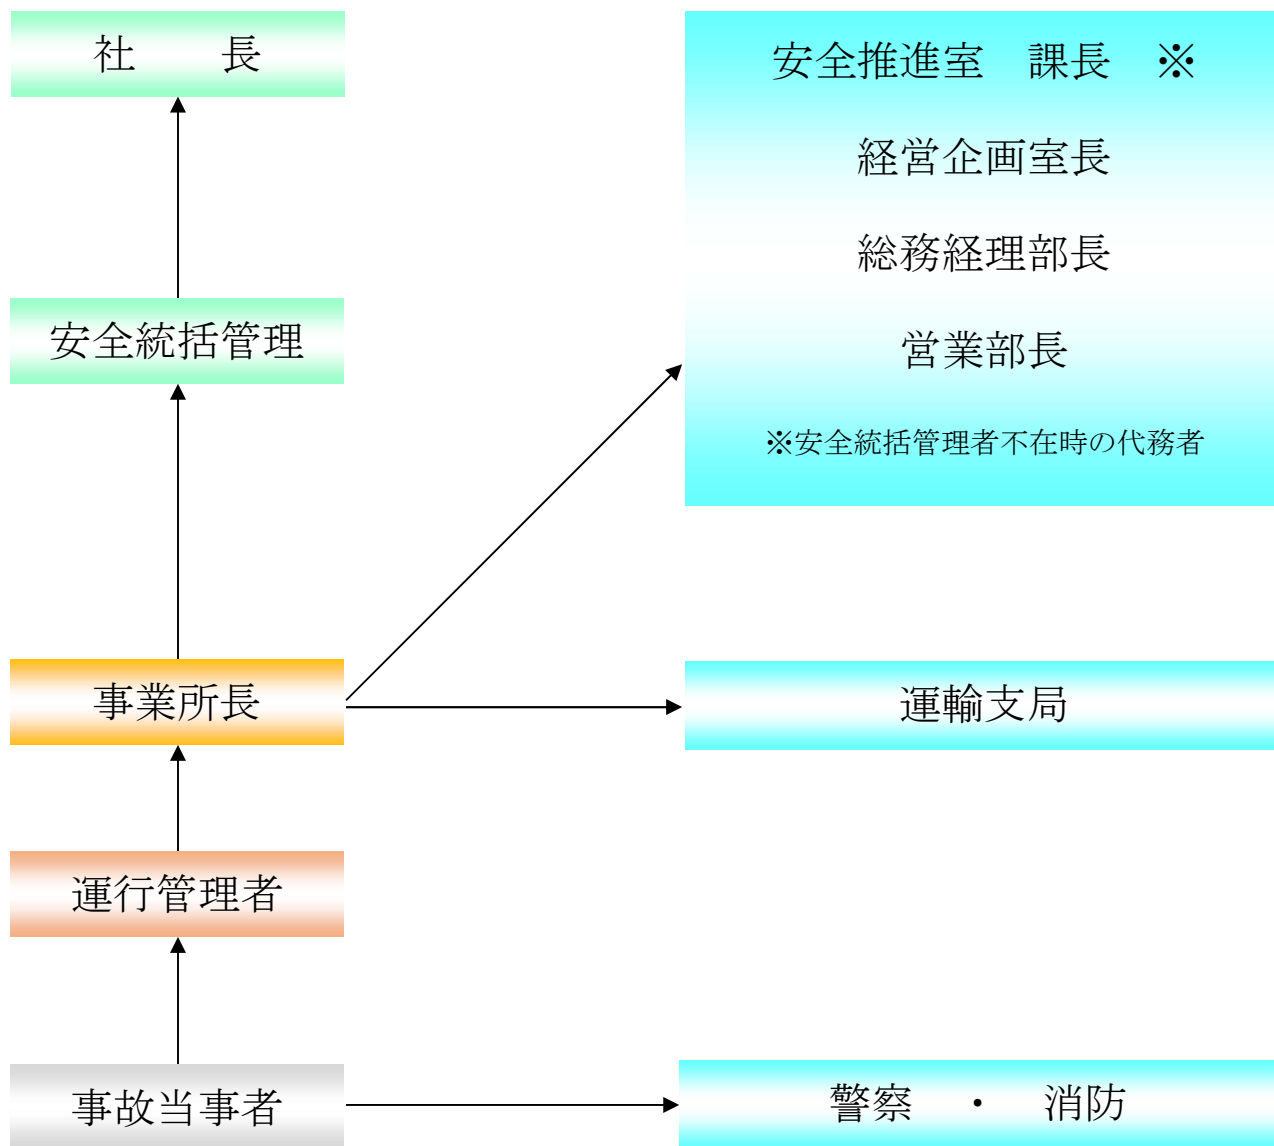 社　　長
安全推進室　課長　※
経営企画室長
総務経理部長
営業部長
※安全統括管理者不在時の代務者
安全統括管理
事業所長
運輸支局
運行管理者
事故当事者
警察　・　消防